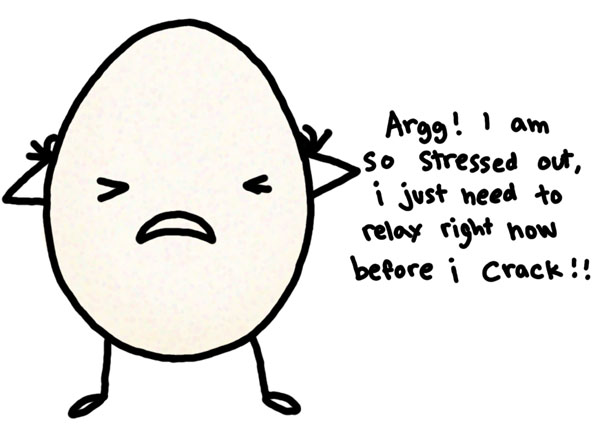 Argg! I am
so stressed out,
i just need to
relax right now
before i crack!!